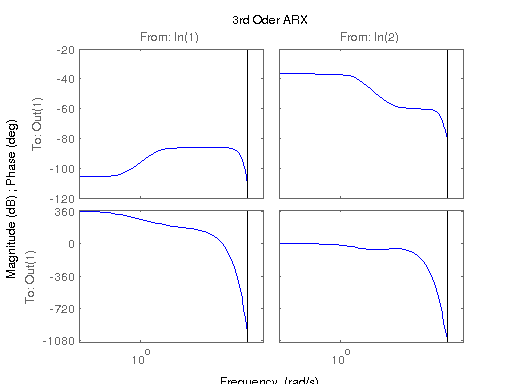 3rd Oder ARX
From: In(1)
From: In(2)
Magnitude (dB) ; Phase (deg)
To: Out(1)
-20
-40
-60
-80
-100
-120
To: Out(1)
360
0
-360
-720
-1080
10^0
10^0
Frequency (rad/s)